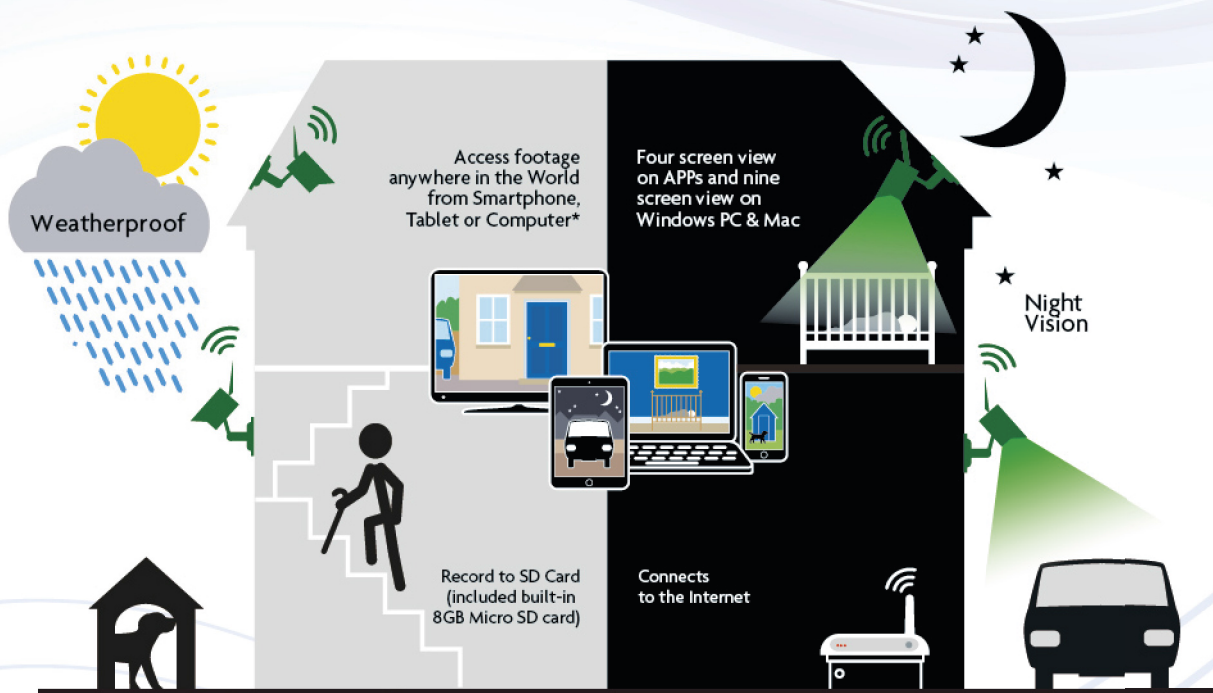 Weatherproof
Access footage
anywhere in the World
from Smartphone,
Tablet or Computer*
Four screen view
on APPs and nine
screen view on
Windows PC & Mac
Night
Vision
Record to SD Card
(included built-in
8GB Micro SD card)
Connects
to the Internet